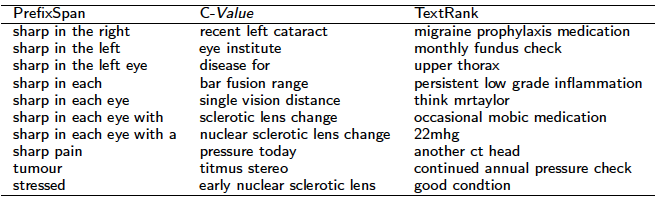 PrefixSpan C-Value TextRank
sharp in the right recent left cataract migraine prophylaxis medication
sharp in the left eye institute monthly fundus check
sharp in the left eye disease for upper thorax
sharp in each bar fusion range persistent low grade inflammation
sharp in each eye single vision distance think mrtaylor
sharp in each eye with sclerotic lens change occasional mobic medication
sharp in each eye with a nuclear sclerotic lens change 22mhg
sharp pain pressure today another ct head
tumour titmus stereo continued annual pressure check
stressed early nuclear sclerotic lens good condtion